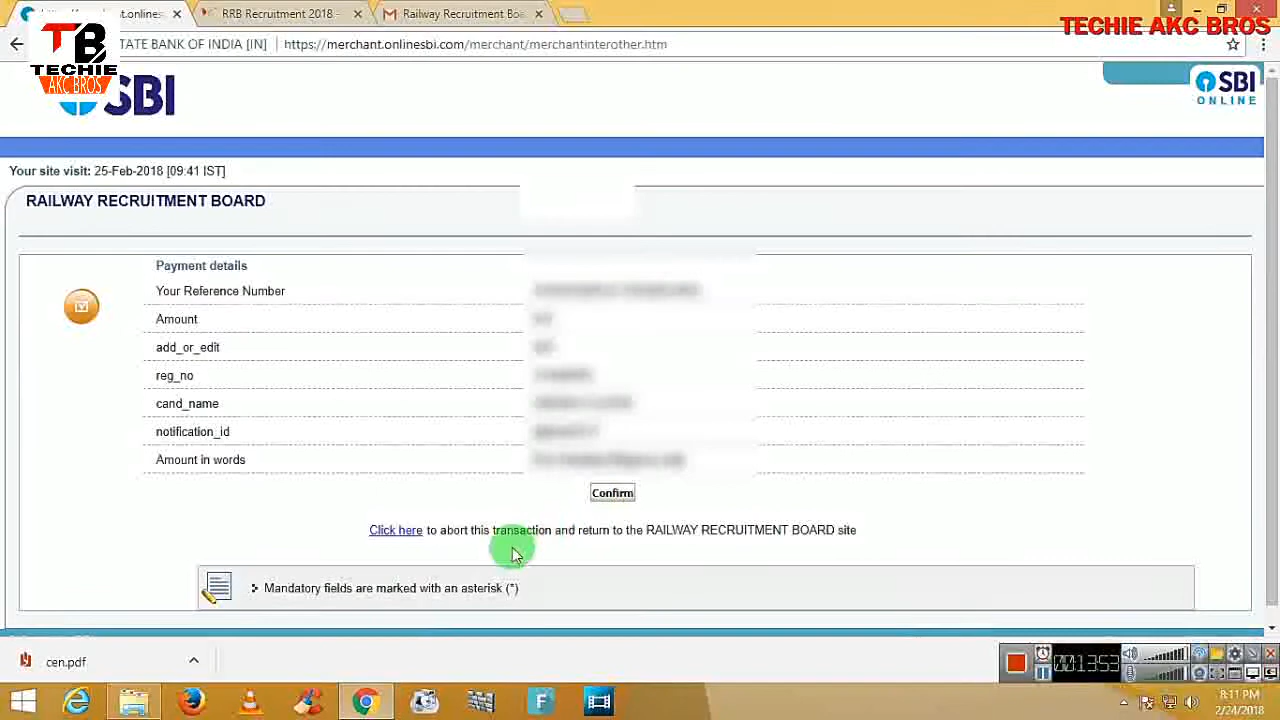 RRB Recruitment 2018 -
Railway Recruitment Boa
TECHIE AKC BROS
TATE BANK OF INDIA [IN]
https://merchant.onlinesbi.com/merchant/merchantinterother.htm
TB
TECHIE
AKC BROS
SBI
SBI
ONLINE
Your site visit: 25-Feb-2018 [09:41 IST]
RAILWAY RECRUITMENT BOARD
Payment details
Your Reference Number
Amount
add_or_edit
reg_no
cand_name
notification_id
Amount in words
Confirm
Click here to abort this transaction and return to the RAILWAY RECRUITMENT BOARD site
Mandatory fields are marked with an asterisk (*)
cen.pdf
00:13:53
8:11 PM
2/24/2018